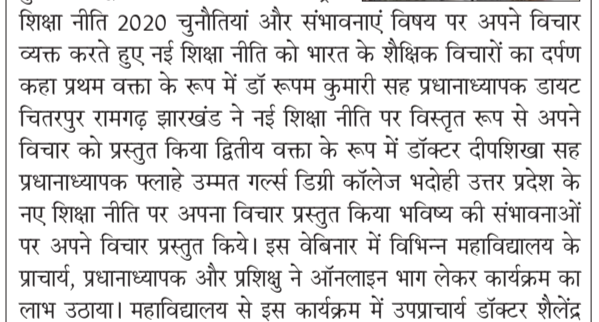 शिक्षा नीति 2020 चुनौतियां और संभावनाएं विषय पर अपने विचार
व्यक्त करते हुए नई शिक्षा नीति को भारत के शैक्षिक विचारों का दर्पण
कहा प्रथम वक्ता के रूप में डॉ रूपम कुमारी सह प्रधानाध्यापक डायट
चितरपुर रामगढ़ झारखंड ने नई शिक्षा नीति पर विस्तृत रूप से अपने
विचार को प्रस्तुत किया द्वितीय वक्ता के रूप में डॉक्टर दीपशिखा सह
प्रधानाध्यापक फ्लाहे उम्मत गर्ल्स डिग्री कॉलेज भदोही उत्तर प्रदेश के
नए शिक्षा नीति पर अपना विचार प्रस्तुत किया भविष्य की संभावनाओं
पर अपने विचार प्रस्तुत किये। इस वेबिनार में विभिन्न महाविद्यालय के
प्राचार्य, प्रधानाध्यापक और प्रशिक्षु ने ऑनलाइन भाग लेकर कार्यक्रम का
लाभ उठाया। महाविद्यालय से इस कार्यक्रम में उपप्राचार्य डॉक्टर शैलेंद्र